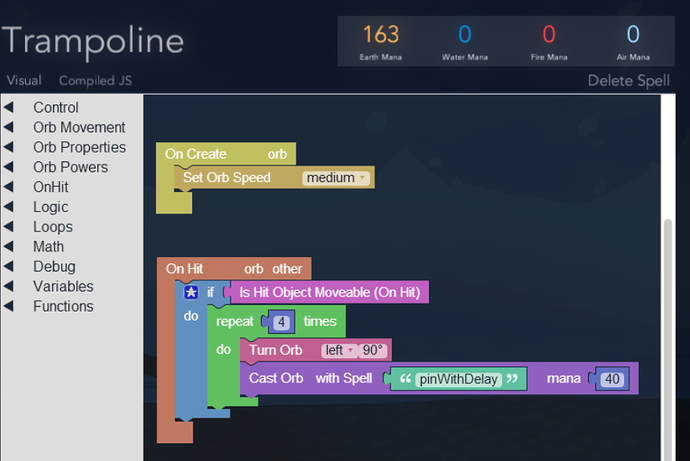 Trampoline
163 0 0 0
Earth Mana Water Mana Fire Mana Air Mana
Visual Compiled JS Delete Spell
Control
Orb Movement
Orb Properties
Orb Powers
OnHit
Logic
Loops
Math
Debug
Variables
Functions
On Create orb
Set Orb Speed medium
On Hit orb other
if Is Hit Object Moveable (On Hit)
do
repeat 4 times
do Turn Orb left 90°
Cast Orb with Spell “ pinWithDelay ” mana 40